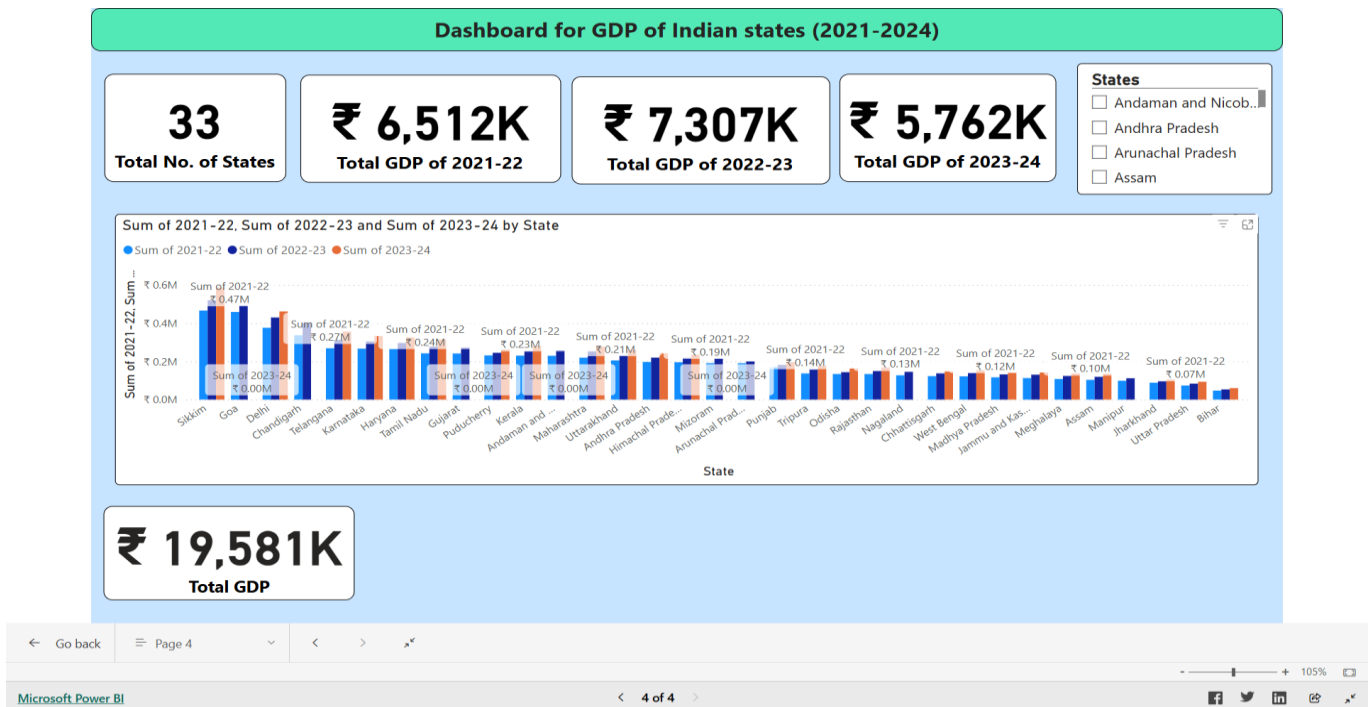 Dashboard for GDP of Indian states (2021-2024)
33
Total No. of States
₹ 6,512K
Total GDP of 2021-22
₹ 7,307K
Total GDP of 2022-23
₹ 5,762K
Total GDP of 2023-24
States
Andaman and Nicob...
Andhra Pradesh
Arunachal Pradesh
Assam
Sum of 2021-22, Sum of 2022-23 and Sum of 2023-24 by State
Sum of 2021-22 Sum of 2022-23 Sum of 2023-24
Sum of 2021-22, Sum ...
₹ 0.6M
₹ 0.4M
₹ 0.2M
₹ 0.0M
Sum of 2021-22
₹ 0.47M
Sum of 2021-22
₹ 0.27M
Sum of 2021-22
₹ 0.24M
Sum of 2021-22
₹ 0.23M
Sum of 2021-22
₹ 0.21M
Sum of 2021-22
₹ 0.19M
Sum of 2021-22
₹ 0.14M
Sum of 2021-22
₹ 0.13M
Sum of 2021-22
₹ 0.12M
Sum of 2021-22
₹ 0.10M
Sum of 2021-22
₹ 0.07M
Sum of 2023-24
₹ 0.00M
Sum of 2023-24
₹ 0.00M
Sum of 2023-24
₹ 0.00M
Sum of 2023-24
₹ 0.00M
Sikkim
Goa
Delhi
Chandigarh
Telangana
Karnataka
Haryana
Tamil Nadu
Gujarat
Puducherry
Kerala
Andaman and ...
Maharashtra
Uttarakhand
Andhra Pradesh
Himachal Prade...
Mizoram
Arunachal Prad...
Punjab
Tripura
Odisha
Rajasthan
Nagaland
Chhattisgarh
West Bengal
Madhya Pradesh
Jammu and Kas...
Meghalaya
Assam
Manipur
Jharkhand
Uttar Pradesh
Bihar
State
₹ 19,581K
Total GDP
Go back
Page 4
105%
Microsoft Power BI
4 of 4